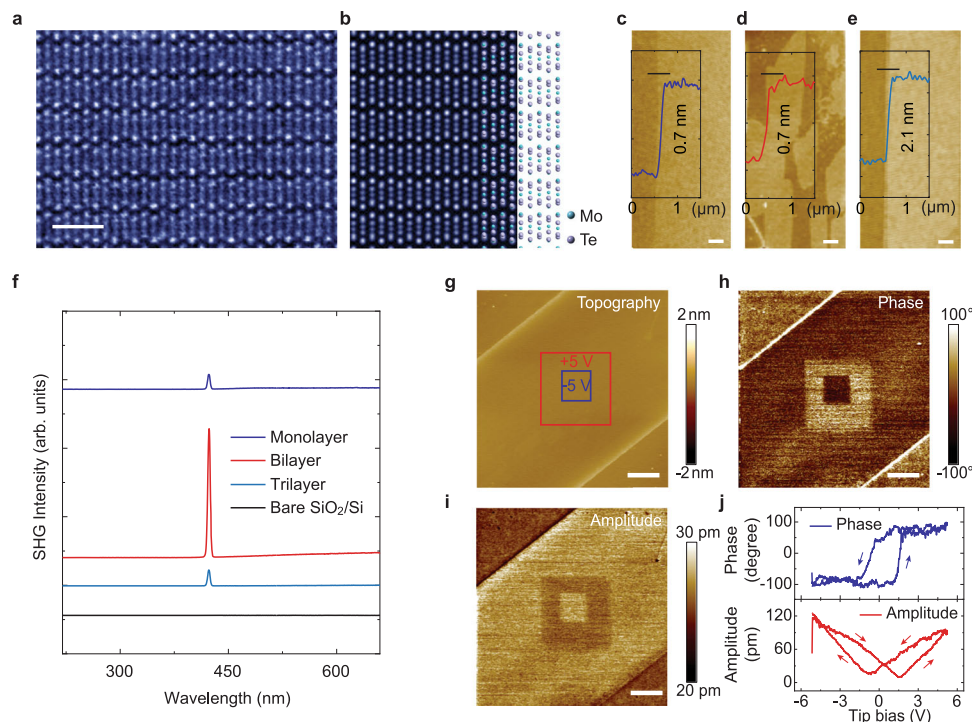 a
b
c
d
e
Mo
Te
0.7 nm
0 1 (μm)
0.7 nm
0 1 (μm)
2.1 nm
0 1 (μm)
f
SHG Intensity (arb. units)
Monolayer
Bilayer
Trilayer
Bare SiO₂/Si
300 450 600
Wavelength (nm)
g
Topography
+5 V
-5 V
2 nm
-2 nm
h
Phase
100°
-100°
i
Amplitude
30 pm
20 pm
j
Phase
(degree)
100
0
-100
Phase
Amplitude
(pm)
120
60
0
Amplitude
-6 -3 0 3 6
Tip bias (V)